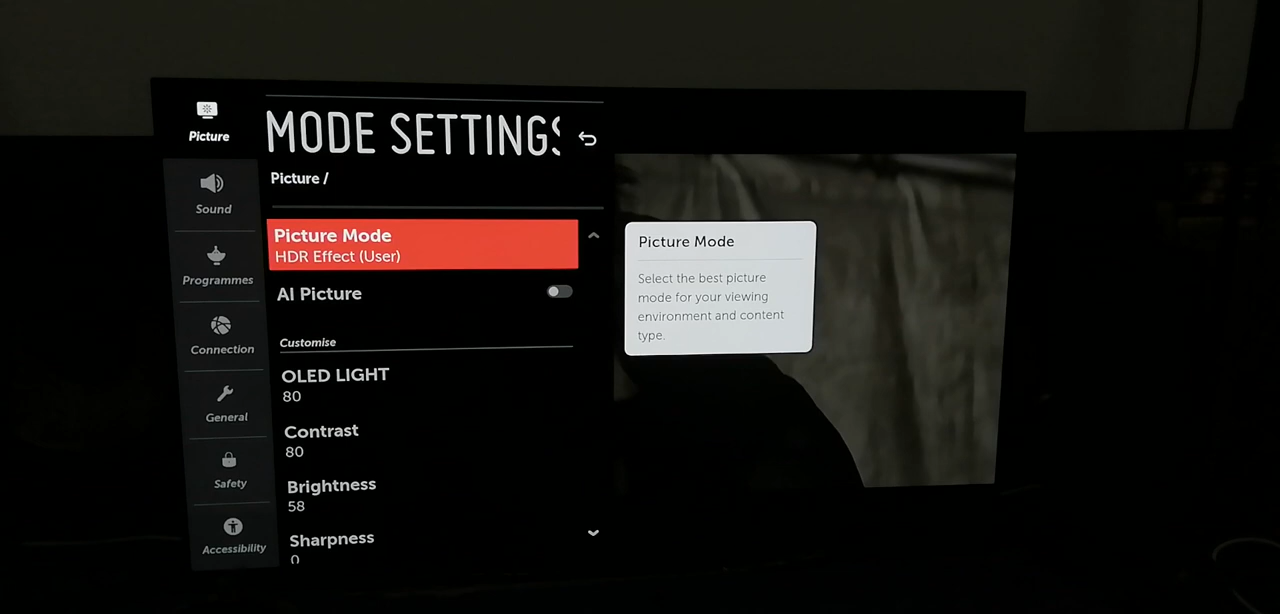 Picture
MODE SETTINGS
Picture /
Sound
Programmes
Connection
General
Safety
Accessibility
Picture Mode
HDR Effect (User)
AI Picture
Customise
OLED LIGHT
80
Contrast
80
Brightness
58
Sharpness
0
Picture Mode
Select the best picture
mode for your viewing
environment and content
type.